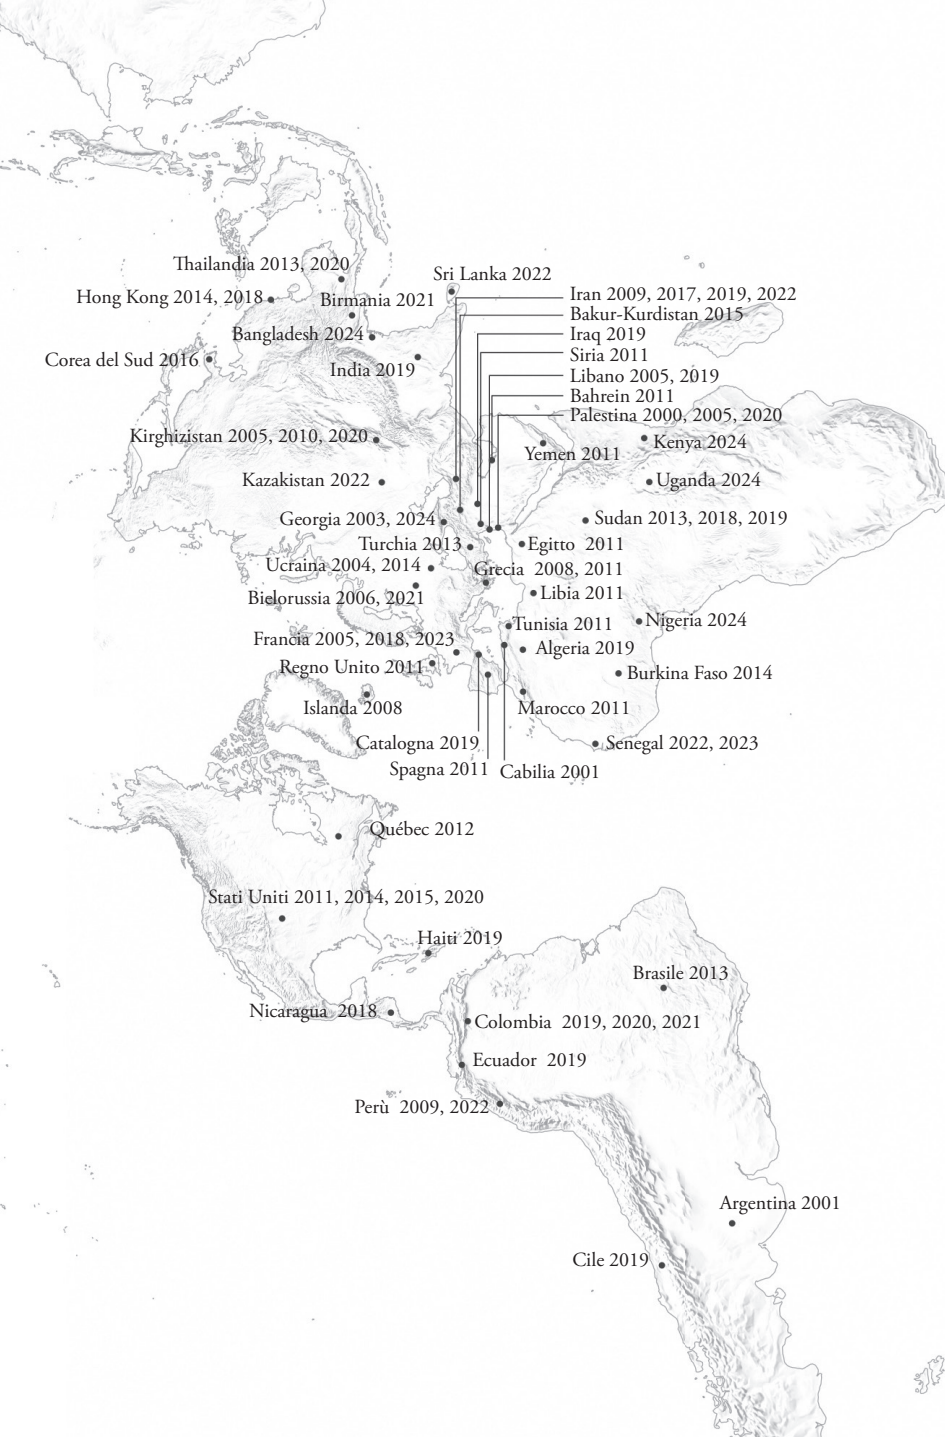 Thailandia 2013, 2020
Sri Lanka 2022
Hong Kong 2014, 2018
Birmania 2021
Iran 2009, 2017, 2019, 2022
Bakur-Kurdistan 2015
Bangladesh 2024
Iraq 2019
Corea del Sud 2016
Siria 2011
India 2019
Libano 2005, 2019
Bahrein 2011
Palestina 2000, 2005, 2020
Kirghizistan 2005, 2010, 2020
Kenya 2024
Yemen 2011
Kazakistan 2022
Uganda 2024
Georgia 2003, 2024
Sudan 2013, 2018, 2019
Turchia 2013
Egitto 2011
Ucraina 2004, 2014
Grecia 2008, 2011
Bielorussia 2006, 2021
Libia 2011
Tunisia 2011
Nigeria 2024
Francia 2005, 2018, 2023
Algeria 2019
Regno Unito 2011
Burkina Faso 2014
Islanda 2008
Marocco 2011
Catalogna 2019
Senegal 2022, 2023
Spagna 2011
Cabilia 2001
Québec 2012
Stati Uniti 2011, 2014, 2015, 2020
Haiti 2019
Brasile 2013
Nicaragua 2018
Colombia 2019, 2020, 2021
Ecuador 2019
Perù 2009, 2022
Argentina 2001
Cile 2019